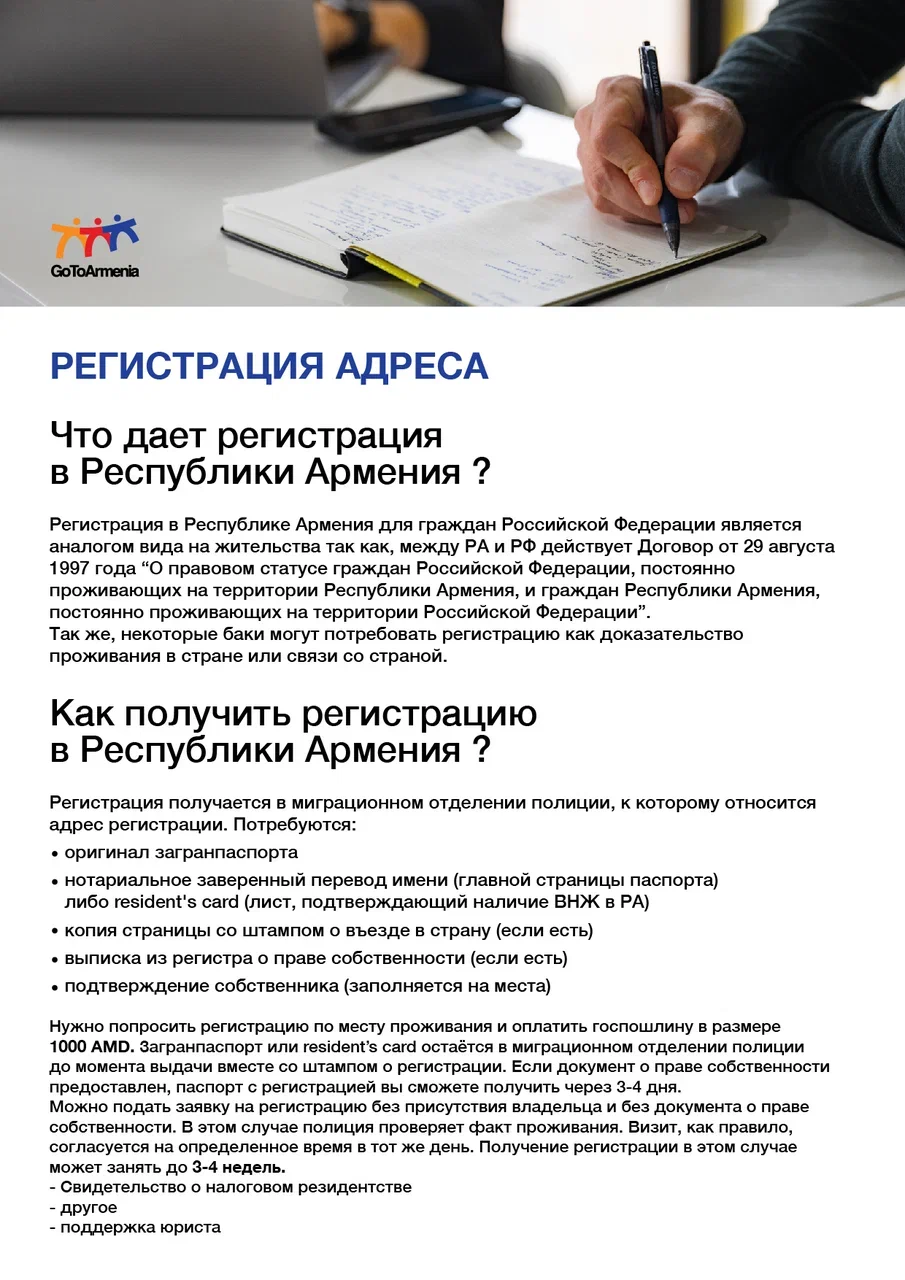 GoToArmenia
РЕГИСТРАЦИЯ АДРЕСА
Что дает регистрация
в Республики Армения ?
Регистрация в Республике Армения для граждан Российской Федерации является
аналогом вида на жительства так как, между РА и РФ действует Договор от 29 августа
1997 года “О правовом статусе граждан Российской Федерации, постоянно
проживающих на территории Республики Армения, и граждан Республики Армения,
постоянно проживающих на территории Российской Федерации”.
Так же, некоторые баки могут потребовать регистрацию как доказательство
проживания в стране или связи со страной.
Как получить регистрацию
в Республики Армения ?
Регистрация получается в миграционном отделении полиции, к которому относится
адрес регистрации. Потребуются:
• оригинал загранпаспорта
• нотариальное заверенный перевод имени (главной страницы паспорта)
либо resident's card (лист, подтверждающий наличие ВНЖ в РА)
• копия страницы со штампом о въезде в страну (если есть)
• выписка из регистра о праве собственности (если есть)
• подтверждение собственника (заполняется на места)
Нужно попросить регистрацию по месту проживания и оплатить госпошлину в размере
1000 AMD. Загранпаспорт или resident’s card остаётся в миграционном отделении полиции
до момента выдачи вместе со штампом о регистрации. Если документ о праве собственности
предоставлен, паспорт с регистрацией вы сможете получить через 3-4 дня.
Можно подать заявку на регистрацию без присутствия владельца и без документа о праве
собственности. В этом случае полиция проверяет факт проживания. Визит, как правило,
согласуется на определенное время в тот же день. Получение регистрации в этом случае
может занять до 3-4 недель.
- Свидетельство о налоговом резидентстве
- другое
- поддержка юриста